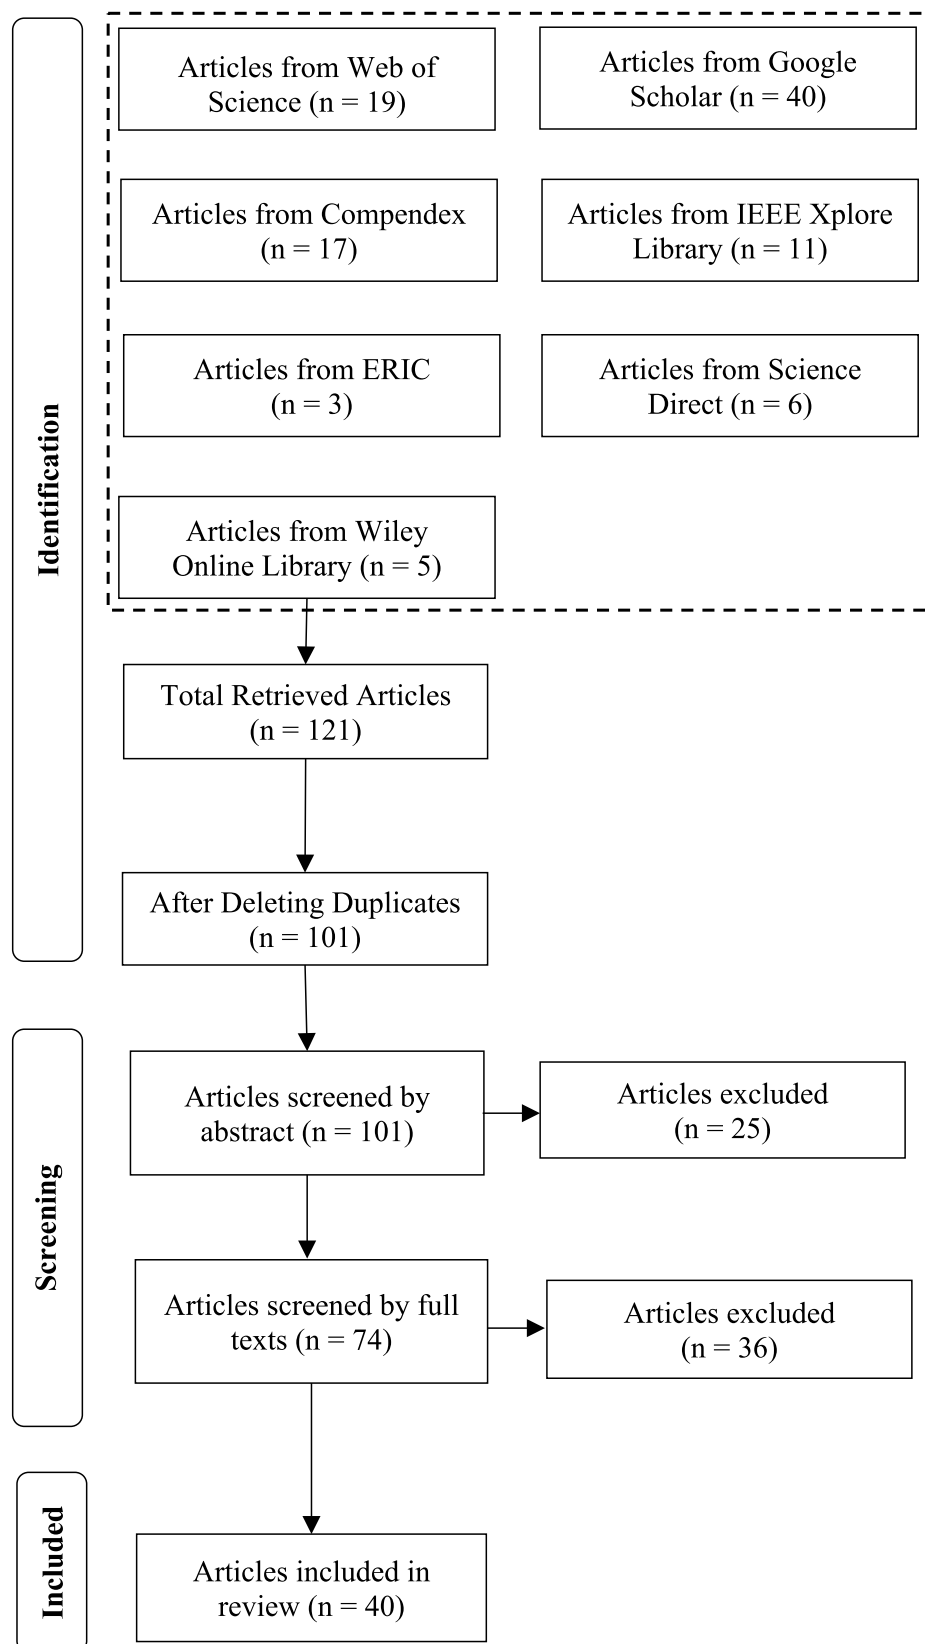 Identification
Articles from Web of
Science (n = 19)
Articles from Google
Scholar (n = 40)
Articles from Compendex
(n = 17)
Articles from IEEE Xplore
Library (n = 11)
Articles from ERIC
(n = 3)
Articles from Science
Direct (n = 6)
Articles from Wiley
Online Library (n = 5)
Total Retrieved Articles
(n = 121)
After Deleting Duplicates
(n = 101)
Screening
Articles screened by
abstract (n = 101)
Articles excluded
(n = 25)
Articles screened by full
texts (n = 74)
Articles excluded
(n = 36)
Included
Articles included in
review (n = 40)